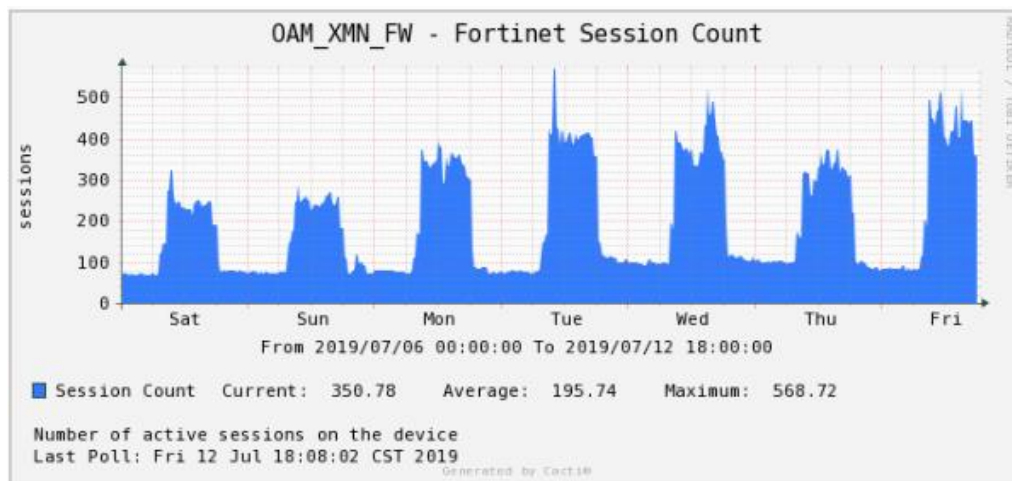 OAM_XMN_FW - Fortinet Session Count
sessions
500
400
300
200
100
0
Sat Sun Mon Tue Wed Thu Fri
From 2019/07/06 00:00:00 To 2019/07/12 18:00:00
Session Count Current: 350.78 Average: 195.74 Maximum: 568.72
Number of active sessions on the device
Last Poll: Fri 12 Jul 18:08:02 CST 2019
Generated by Cacti®